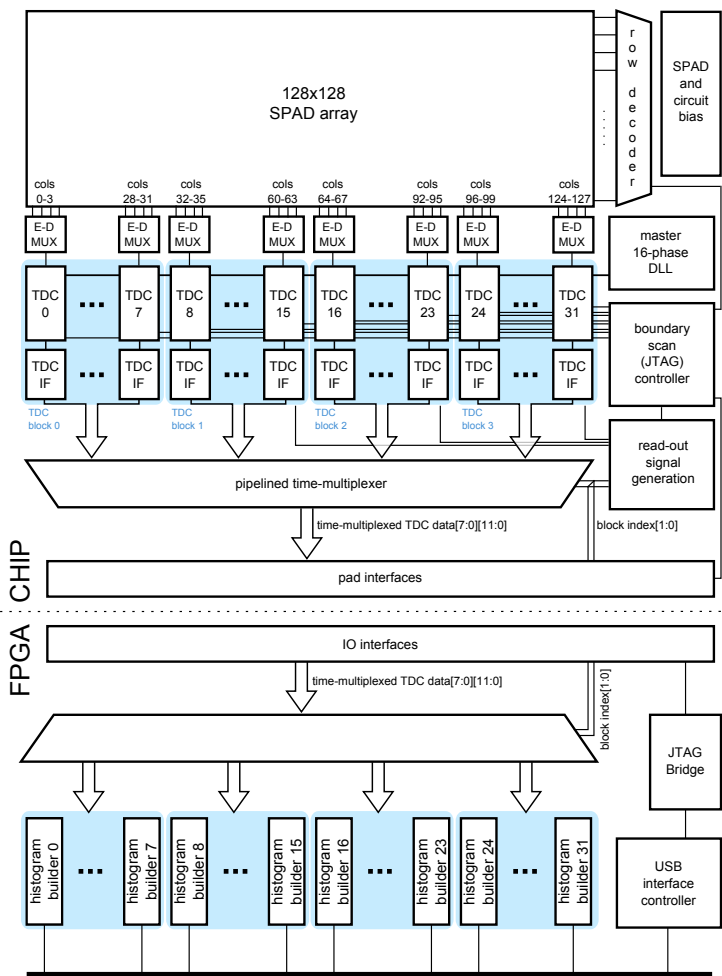 128x128
SPAD array
row decoder
SPAD
and
circuit
bias
cols
0-3
cols
28-31
cols
32-35
cols
60-63
cols
64-67
cols
92-95
cols
96-99
cols
124-127
E-D
MUX
E-D
MUX
E-D
MUX
E-D
MUX
E-D
MUX
E-D
MUX
E-D
MUX
E-D
MUX
master
16-phase
DLL
TDC
0
TDC
7
TDC
8
TDC
15
TDC
16
TDC
23
TDC
24
TDC
31
boundary
scan
(JTAG)
controller
TDC
IF
TDC
IF
TDC
IF
TDC
IF
TDC
IF
TDC
IF
TDC
IF
TDC
IF
TDC
block 0
TDC
block 1
TDC
block 2
TDC
block 3
read-out
signal
generation
pipelined time-multiplexer
time-multiplexed TDC data[7:0][11:0]
block index[1:0]
CHIP
pad interfaces
FPGA
IO interfaces
time-multiplexed TDC data[7:0][11:0]
block index[1:0]
JTAG
Bridge
histogram
builder 0
histogram
builder 7
histogram
builder 8
histogram
builder 15
histogram
builder 16
histogram
builder 23
histogram
builder 24
histogram
builder 31
USB
interface
controller